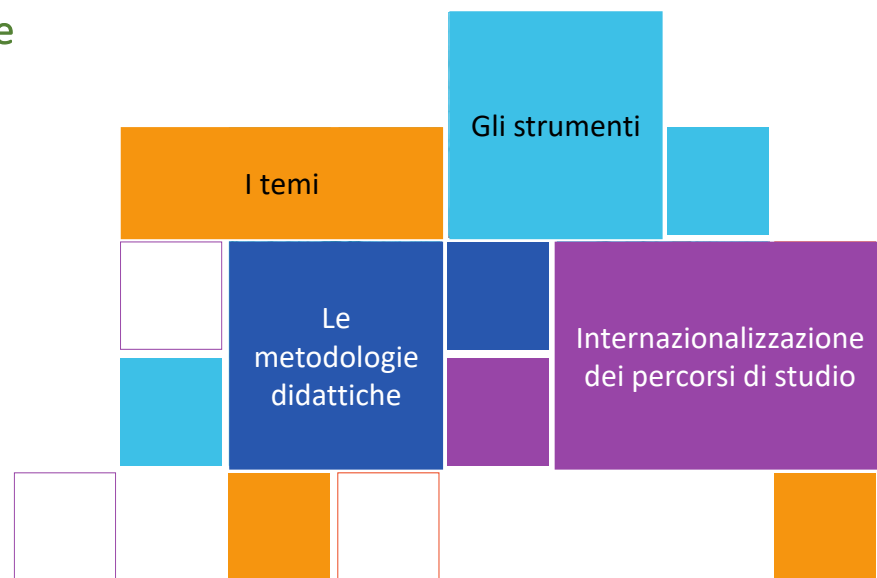 e
Gli strumenti
I temi
Le
metodologie
didattiche
Internazionalizzazione
dei percorsi di studio